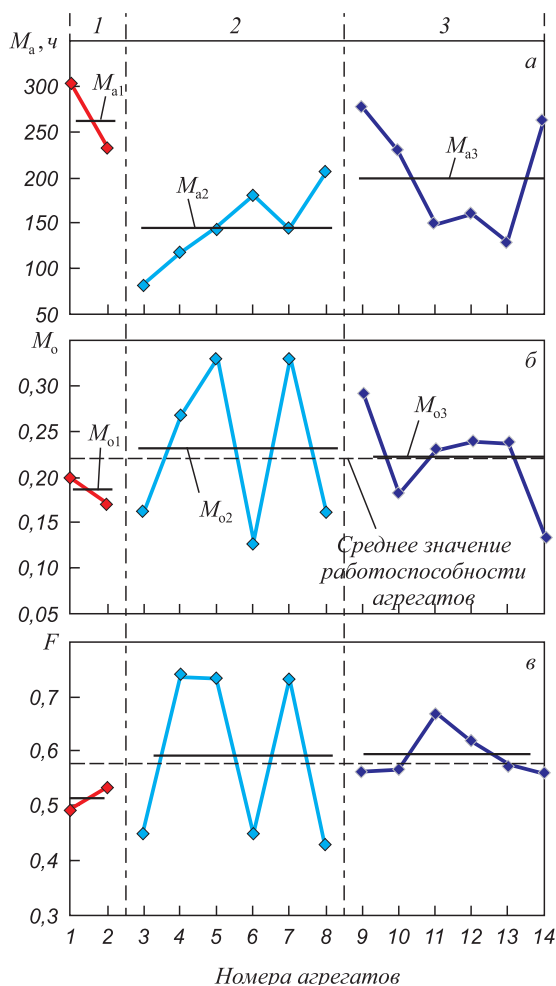 1 2 3
Mа, ч
а
300
Mа1
250
200
Mа3
Mа2
150
100
50
Mо
б
0,30
Mо3
0,25
Mо1
0,20
Mо2
0,15
Среднее значение
работоспособности
агрегатов
0,10
0,05
F
в
0,7
0,6
0,5
0,4
0,3
1 2 3 4 5 6 7 8 9 10 11 12 13 14
Номера агрегатов